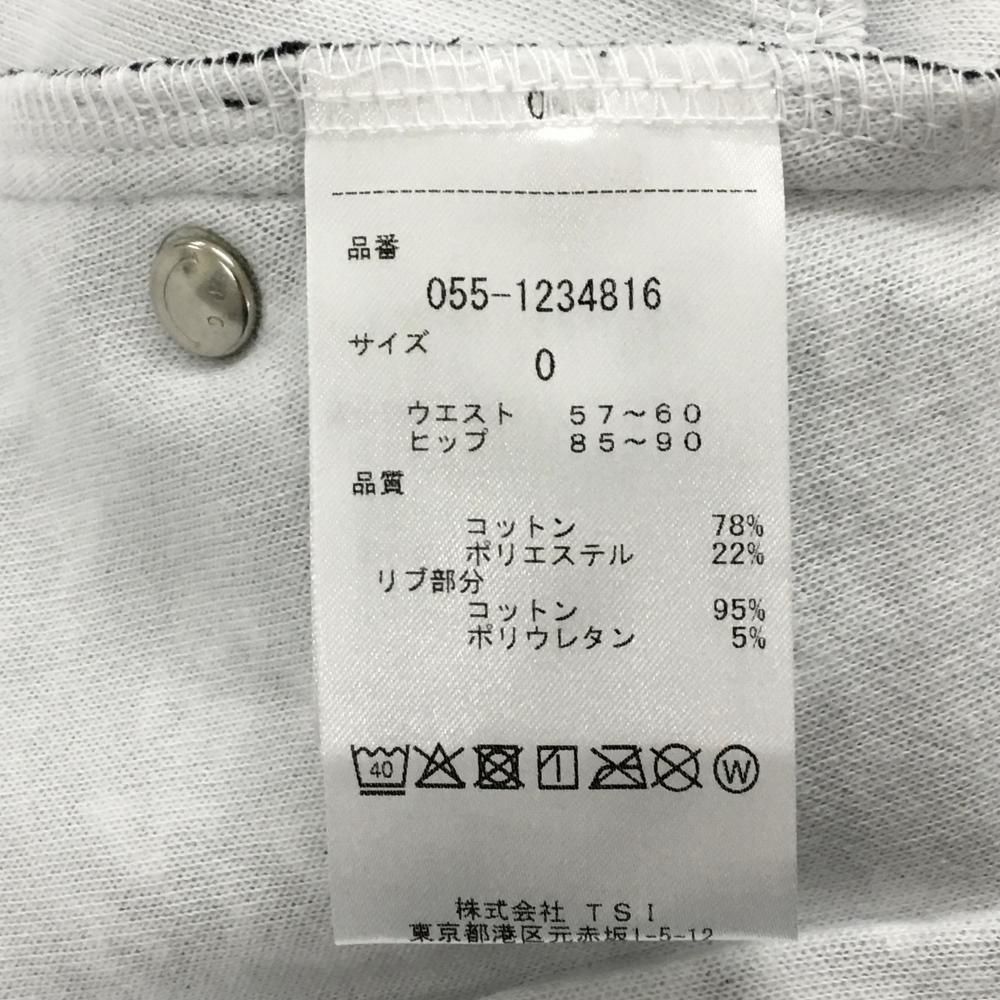 0
品番
055-1234816
サイズ
0
ウエスト 57～60
ヒップ 85～90
品質
コットン 78%
ポリエステル 22%
リブ部分
コットン 95%
ポリウレタン 5%
40 W
株式会社 TSI
東京都港区元赤坂1-5-12